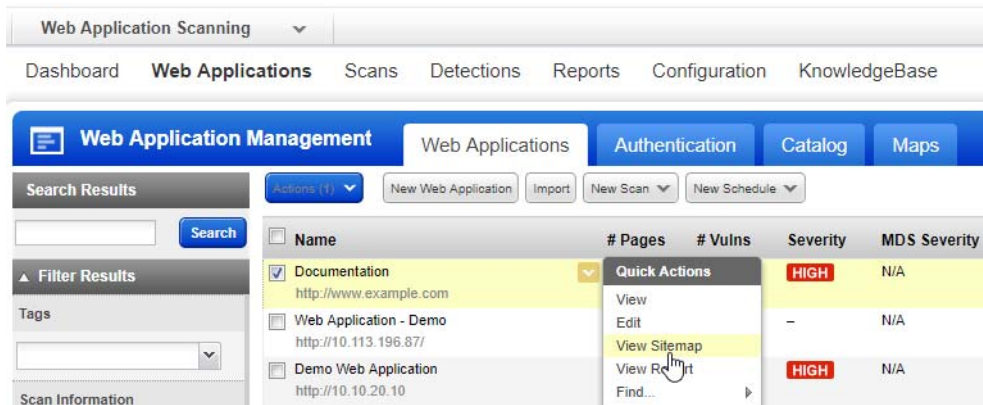 Web Application Scanning
Dashboard Web Applications Scans Detections Reports Configuration KnowledgeBase
Web Application Management Web Applications Authentication Catalog Maps
Search Results Actions (1) New Web Application Import New Scan New Schedule
Search
Name # Pages # Vulns Severity MDS Severity
Filter Results
Documentation Quick Actions HIGH N/A
http://www.example.com View
Tags
Web Application - Demo Edit – N/A
http://10.113.196.87/ View Sitemap
Demo Web Application View HIGH N/A
http://10.10.20.10 Find...
Scan Information